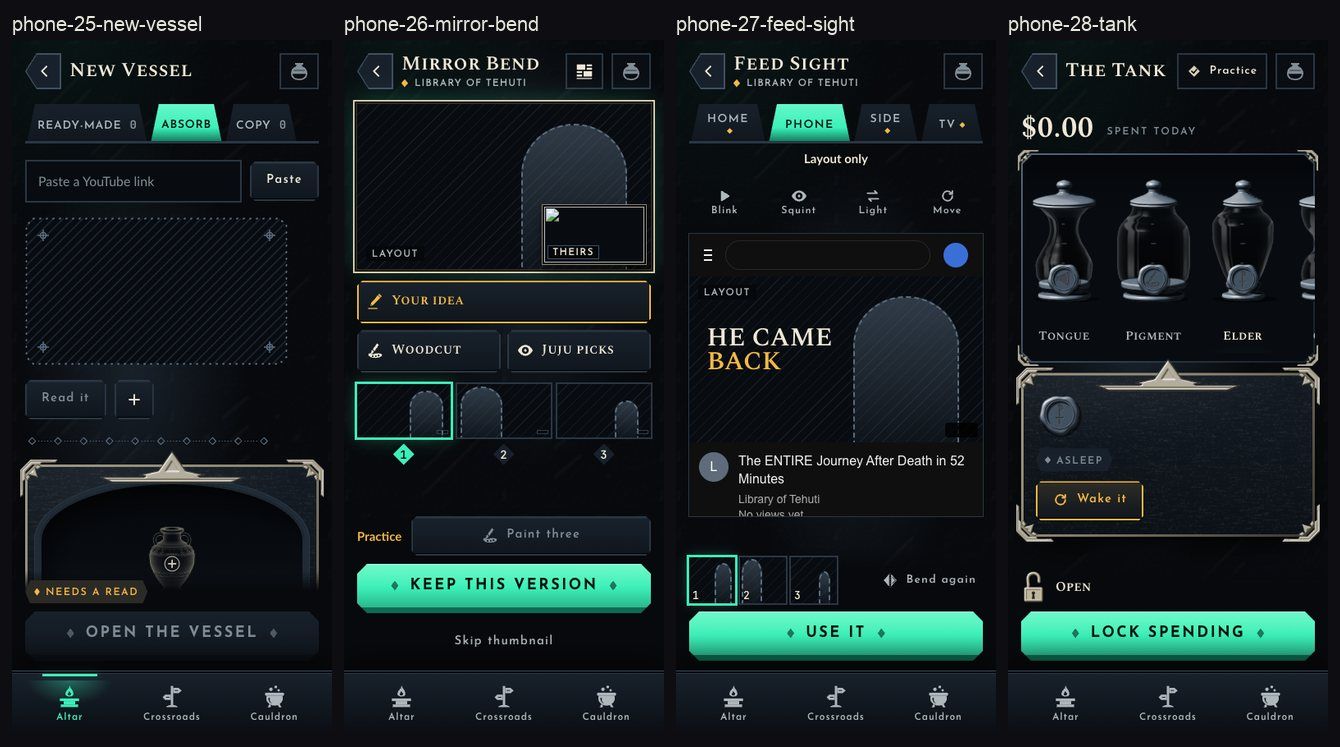 phone-25-new-vessel
NEW VESSEL
READY-MADE 0
ABSORB
COPY 0
Paste a YouTube link
Paste
Read it
+
NEEDS A READ
OPEN THE VESSEL
Altar
Crossroads
Cauldron
phone-26-mirror-bend
MIRROR BEND
LIBRARY OF TEHUTI
LAYOUT
THEIRS
YOUR IDEA
WOODCUT
JUJU PICKS
1
2
3
Practice
Paint three
KEEP THIS VERSION
Skip thumbnail
Altar
Crossroads
Cauldron
phone-27-feed-sight
FEED SIGHT
LIBRARY OF TEHUTI
HOME
PHONE
SIDE
TV
Layout only
Blink
Squint
Light
Move
LAYOUT
HE CAME
BACK
L
The ENTIRE Journey After Death in 52
Minutes
Library of Tehuti
No views yet
1
2
3
Bend again
USE IT
Altar
Crossroads
Cauldron
phone-28-tank
THE TANK
Practice
$0.00 SPENT TODAY
TONGUE
PIGMENT
ELDER
ASLEEP
Wake it
OPEN
LOCK SPENDING
Altar
Crossroads
Cauldron